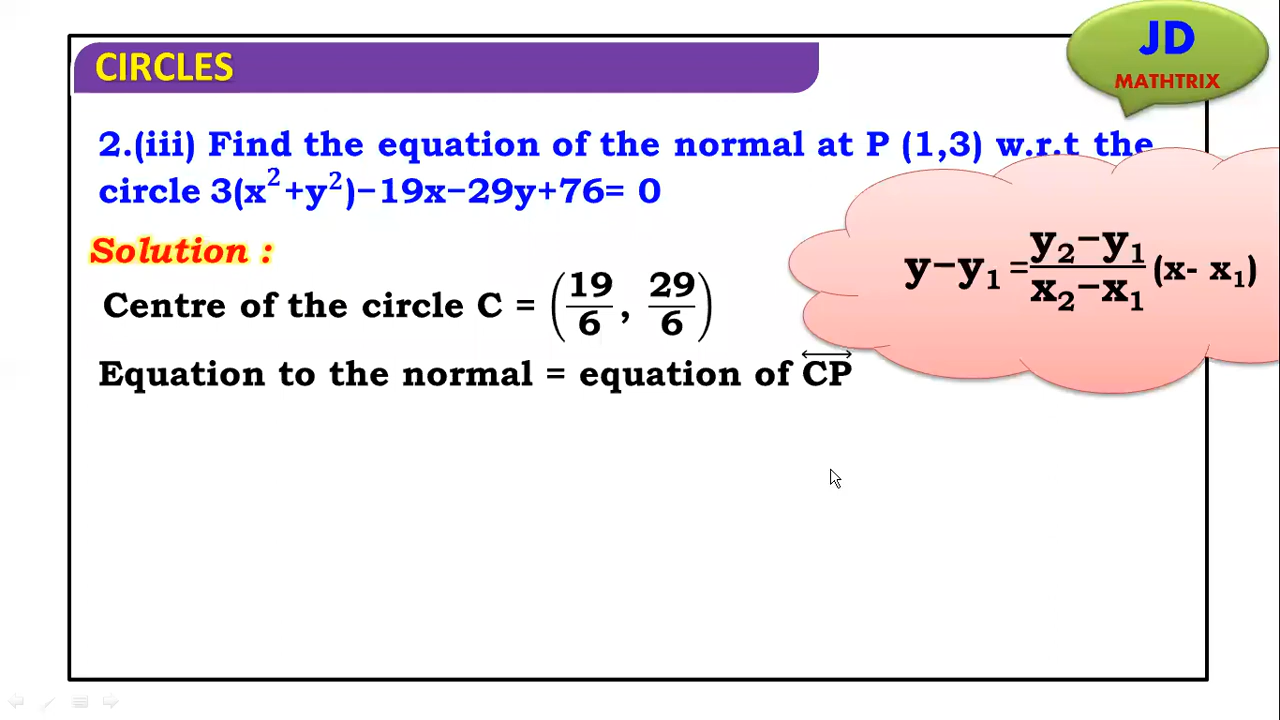 JD
MATHTRIX
CIRCLES
2.(iii) Find the equation of the normal at P (1,3) w.r.t the
circle 3(x²+y²)−19x−29y+76= 0
Solution :
Centre of the circle C = (19/6, 29/6)
y−y₁ = (y₂−y₁)/(x₂−x₁) (x- x₁)
Equation to the normal = equation of CP